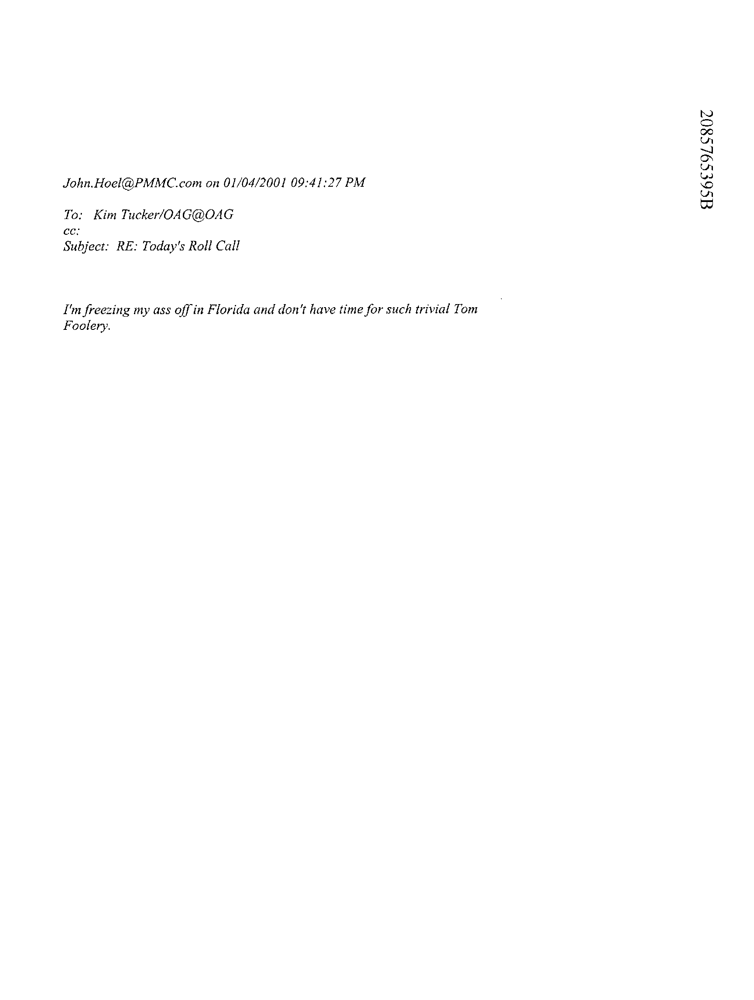 2085765395B
John.Hoel@PMMC.com on 01/04/2001 09:41:27 PM
To: Kim Tucker/OAG@OAG
cc:
Subject: RE: Today's Roll Call
I'm freezing my ass off in Florida and don't have time for such trivial Tom
Foolery.